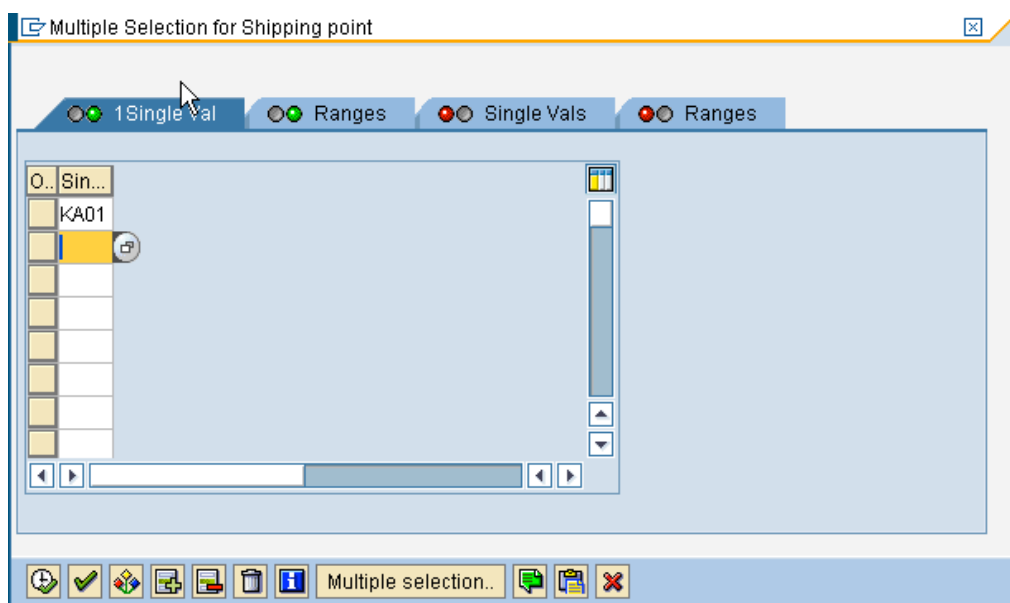 Multiple Selection for Shipping point
1Single Val Ranges Single Vals Ranges
O.. Sin...
KA01
Multiple selection..